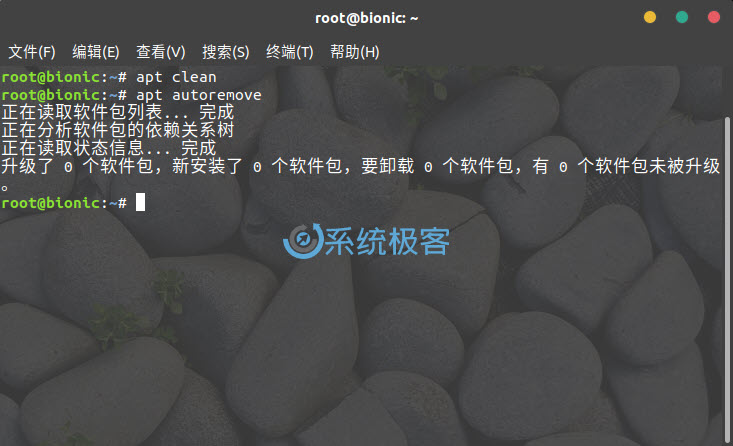 root@bionic: ~
文件(F) 编辑(E) 查看(V) 搜索(S) 终端(T) 帮助(H)
root@bionic:~# apt clean
root@bionic:~# apt autoremove
正在读取软件包列表... 完成
正在分析软件包的依赖关系树
正在读取状态信息... 完成
升级了 0 个软件包，新安装了 0 个软件包，要卸载 0 个软件包，有 0 个软件包未被升级
。
root@bionic:~#
系统极客